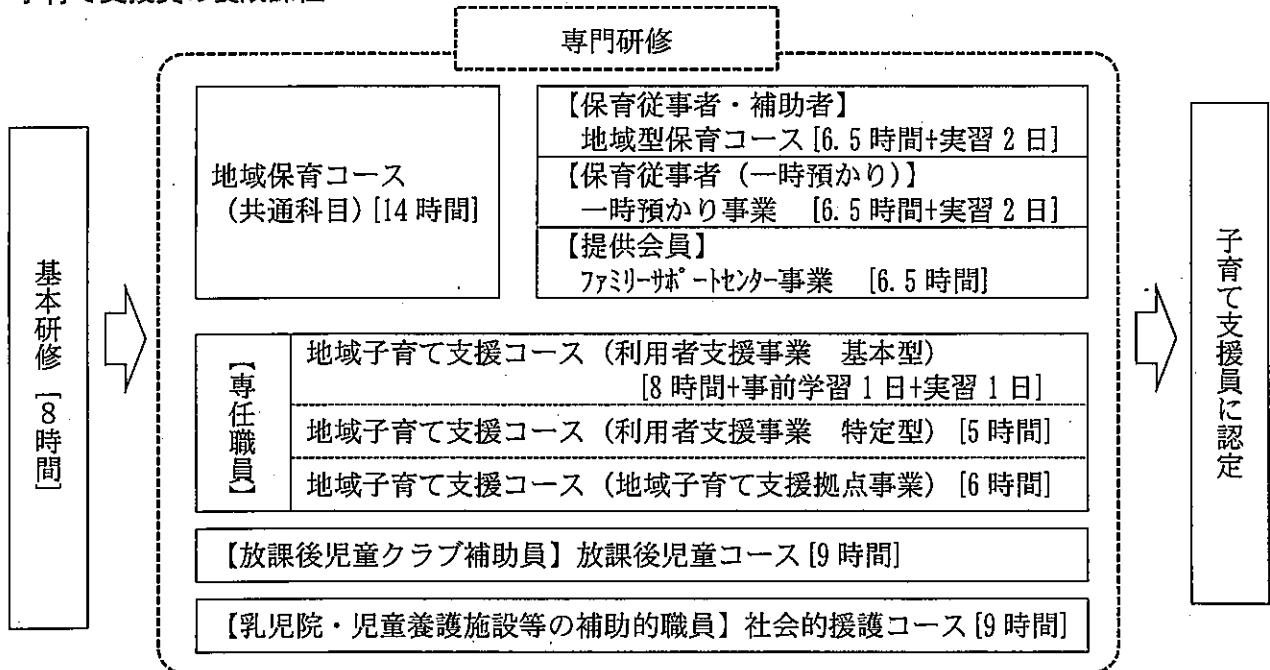 専門研修
基本研修［8時間］
地域保育コース
（共通科目）[14時間]
【保育従事者・補助者】
地域型保育コース [6.5時間+実習2日]
【保育従事者（一時預かり）】
一時預かり事業　[6.5時間+実習2日]
【提供会員】
ﾌｧﾐﾘｰｻﾎﾟｰﾄｾﾝﾀｰ事業　[6.5時間]
【専任職員】
地域子育て支援コース（利用者支援事業　基本型）
[8時間+事前学習1日+実習1日]
地域子育て支援コース（利用者支援事業　特定型）[5時間]
地域子育て支援コース（地域子育て支援拠点事業）[6時間]
【放課後児童クラブ補助員】放課後児童コース[9時間]
【乳児院・児童養護施設等の補助的職員】社会的援護コース[9時間]
子育て支援員に認定